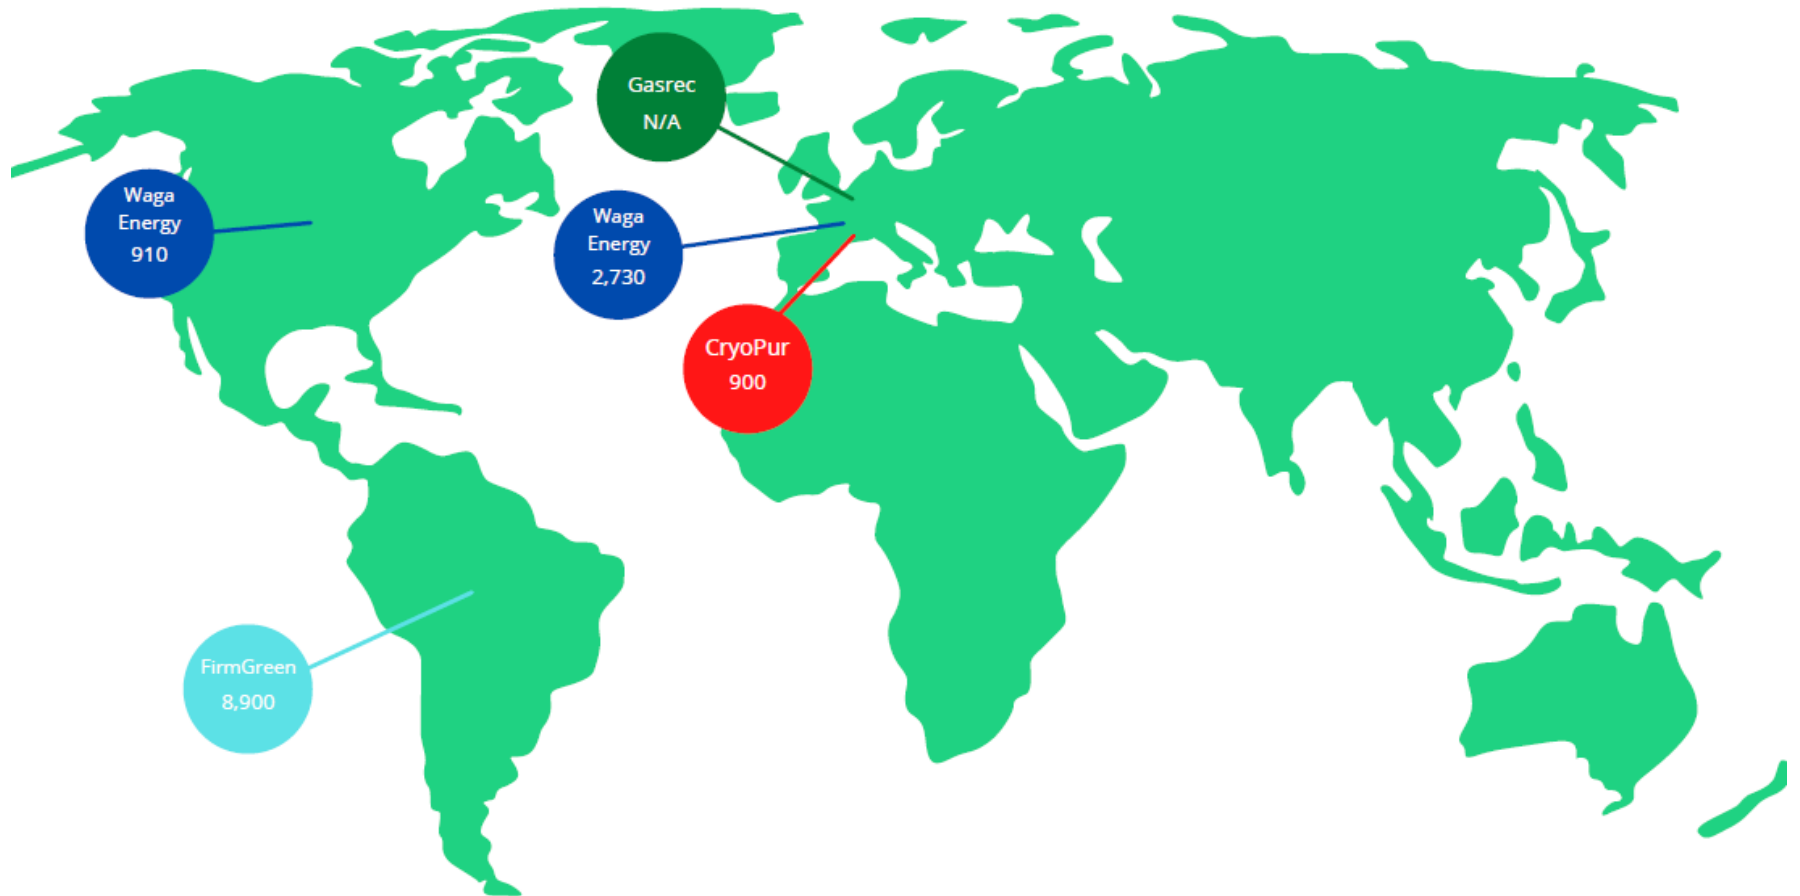 Gasrec
N/A
Waga
Energy
910
Waga
Energy
2,730
CryoPur
900
FirmGreen
8,900